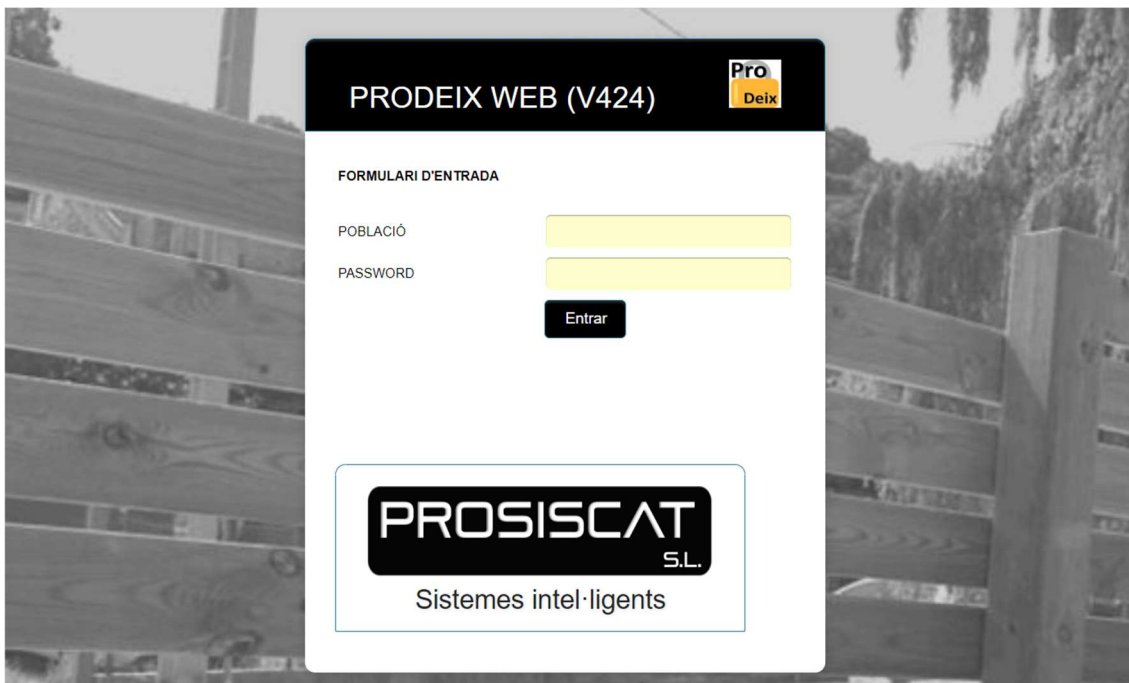 PRODEIX WEB (V424)
Pro
Deix
FORMULARI D'ENTRADA
POBLACIÓ
PASSWORD
Entrar
PROSISCAT
S.L.
Sistemes intel·ligents